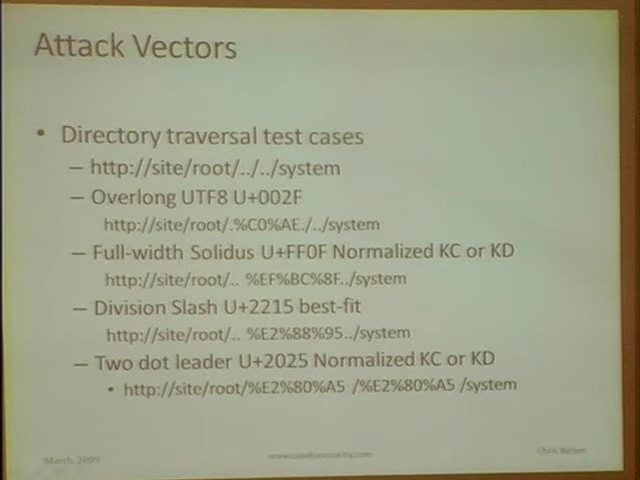 Attack Vectors
• Directory traversal test cases
– http://site/root/../../system
– Overlong UTF8 U+002F
http://site/root/.%C0%AE./../system
– Full-width Solidus U+FF0F Normalized KC or KD
http://site/root/.. %EF%BC%8F../system
– Division Slash U+2215 best-fit
http://site/root/.. %E2%88%95../system
– Two dot leader U+2025 Normalized KC or KD
• http://site/root/%E2%80%A5 /%E2%80%A5 /system
March, 2009
Chris Weber